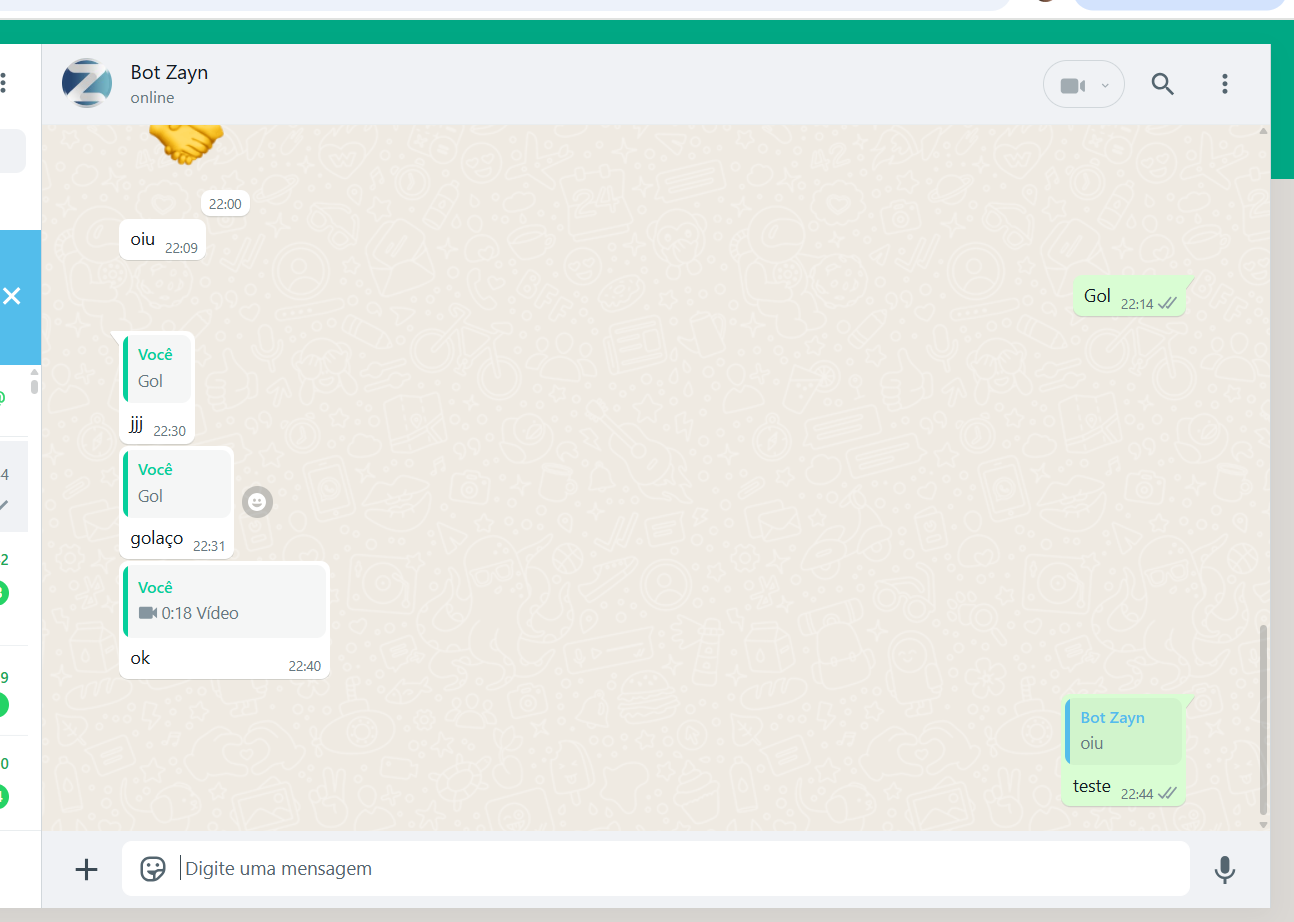 Bot Zayn
online
22:00
oiu 22:09
Gol 22:14
Você
Gol
jjj 22:30
Você
Gol
golaço 22:31
Você
0:18 Vídeo
ok 22:40
Bot Zayn
oiu
teste 22:44
Digite uma mensagem